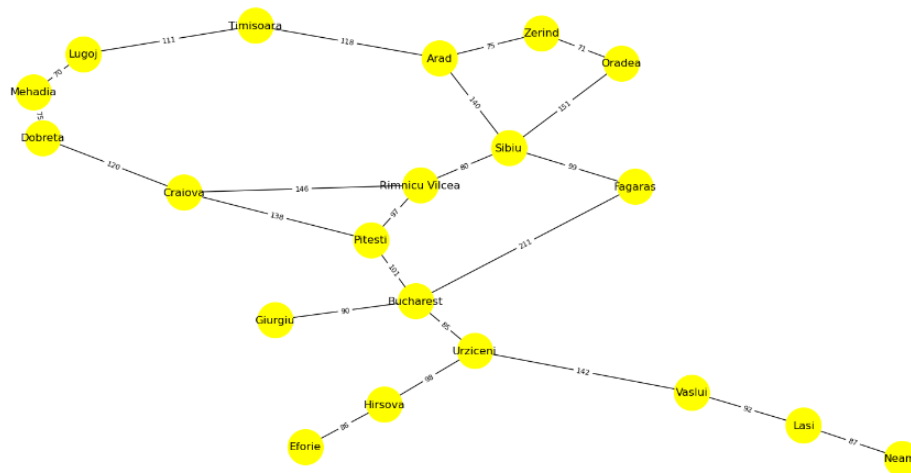 Timisoara
Zerind
Lugoj
111
118
75
71
Arad
Oradea
70
Mehadia
140
151
75
Dobreta
Sibiu
120
80
99
Craiova
146
Rimnicu Vilcea
Fagaras
97
138
Pitesti
211
101
Bucharest
90
Giurgiu
85
Urziceni
98
142
Vaslui
Hirsova
92
86
Lasi
Eforie
87
Neam